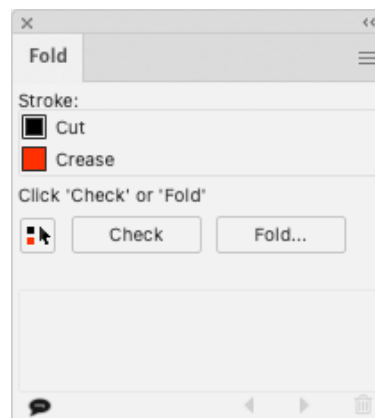 Fold
Stroke:
Cut
Crease
Click 'Check' or 'Fold'
Check
Fold...